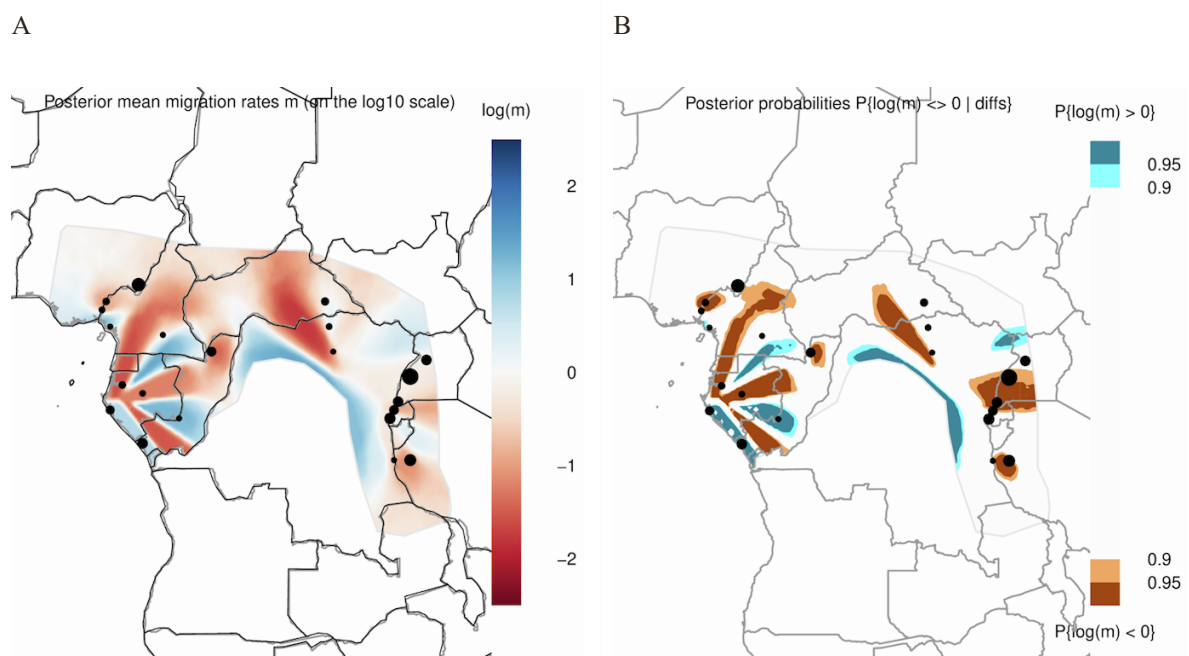 A
B
Posterior mean migration rates m (on the log10 scale)
log(m)
2
1
0
−1
−2
Posterior probabilities P{log(m) <> 0 | diffs}
P{log(m) > 0}
0.95
0.9
0.9
0.95
P{log(m) < 0}